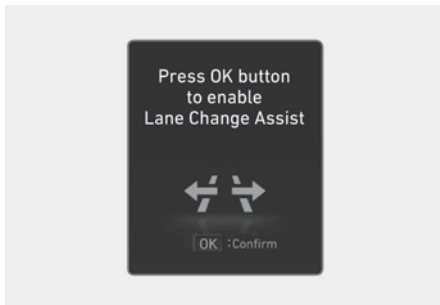 Press OK button
to enable
Lane Change Assist
OK :Confirm